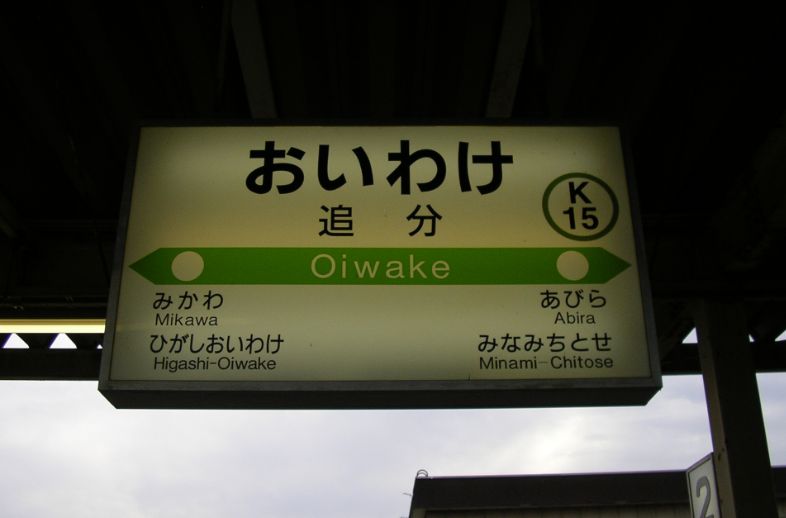 おいわけ
追分
K
15
Oiwake
みかわ
Mikawa
ひがしおいわけ
Higashi-Oiwake
あびら
Abira
みなみちとせ
Minami-Chitose
2